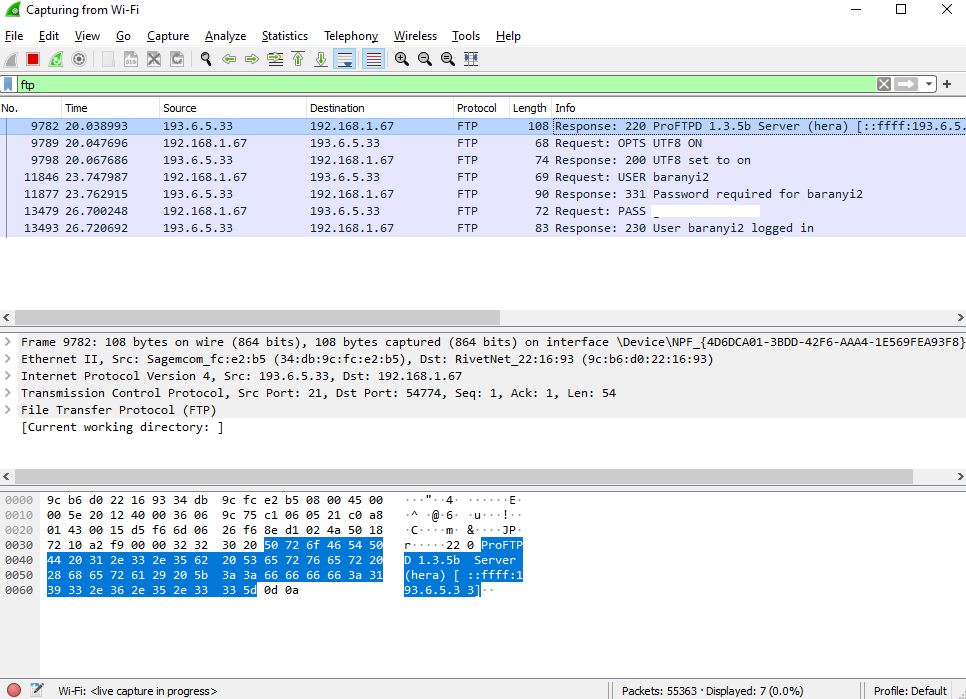 Capturing from Wi-Fi
File Edit View Go Capture Analyze Statistics Telephony Wireless Tools Help
ftp
No. Time Source Destination Protocol Length Info
9782 20.038993 193.6.5.33 192.168.1.67 FTP 108 Response: 220 ProFTPD 1.3.5b Server (hera) [::ffff:193.6.5.
9789 20.047696 192.168.1.67 193.6.5.33 FTP 68 Request: OPTS UTF8 ON
9798 20.067686 193.6.5.33 192.168.1.67 FTP 74 Response: 200 UTF8 set to on
11846 23.747987 192.168.1.67 193.6.5.33 FTP 69 Request: USER baranyi2
11877 23.762915 193.6.5.33 192.168.1.67 FTP 90 Response: 331 Password required for baranyi2
13479 26.700248 192.168.1.67 193.6.5.33 FTP 72 Request: PASS
13493 26.720692 193.6.5.33 192.168.1.67 FTP 83 Response: 230 User baranyi2 logged in
Frame 9782: 108 bytes on wire (864 bits), 108 bytes captured (864 bits) on interface \Device\NPF_{4D6DCA01-3BDD-42F6-AAA4-1E569FEA93F8}
Ethernet II, Src: Sagemcom_fc:e2:b5 (34:db:9c:fc:e2:b5), Dst: RivetNet_22:16:93 (9c:b6:d0:22:16:93)
Internet Protocol Version 4, Src: 193.6.5.33, Dst: 192.168.1.67
Transmission Control Protocol, Src Port: 21, Dst Port: 54774, Seq: 1, Ack: 1, Len: 54
File Transfer Protocol (FTP)
[Current working directory: ]
0000 9c b6 d0 22 16 93 34 db 9c fc e2 b5 08 00 45 00 ···"··4· ······E·
0010 00 5e 20 12 40 00 36 06 9c 75 c1 06 05 21 c0 a8 ·^ ·@·6· ·u···!··
0020 01 43 00 15 d5 f6 6d 06 26 f6 8e d1 02 4a 50 18 ·C····m· &····JP·
0030 72 10 a2 f9 00 00 32 32 30 20 50 72 6f 46 54 50 r·····22 0 ProFTP
0040 44 20 31 2e 33 2e 35 62 20 53 65 72 76 65 72 20 D 1.3.5b Server
0050 28 68 65 72 61 29 20 5b 3a 3a 66 66 66 66 3a 31 (hera) [ ::ffff:1
0060 39 33 2e 36 2e 35 2e 33 33 5d 0d 0a 93.6.5.3 3]··
Wi-Fi: <live capture in progress> Packets: 55363 · Displayed: 7 (0.0%) Profile: Default